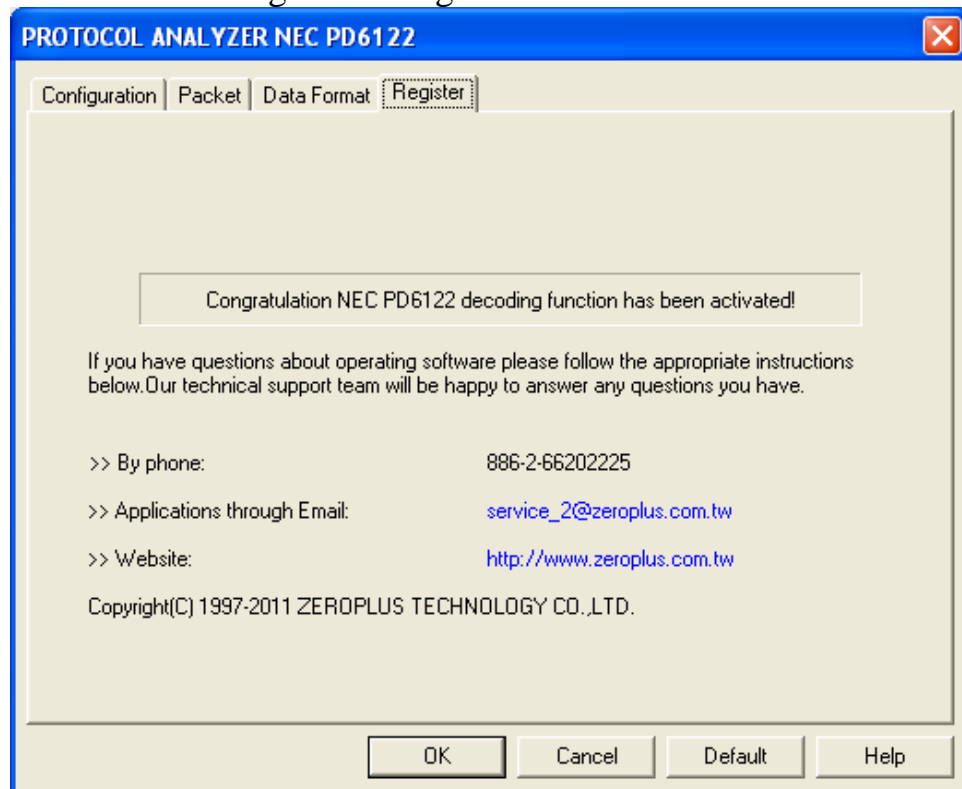 PROTOCOL ANALYZER NEC PD6122
Configuration Packet Data Format Register
Congratulation NEC PD6122 decoding function has been activated!
If you have questions about operating software please follow the appropriate instructions
below.Our technical support team will be happy to answer any questions you have.
>> By phone: 886-2-66202225
>> Applications through Email: service_2@zeroplus.com.tw
>> Website: http://www.zeroplus.com.tw
Copyright(C) 1997-2011 ZEROPLUS TECHNOLOGY CO.,LTD.
OK Cancel Default Help